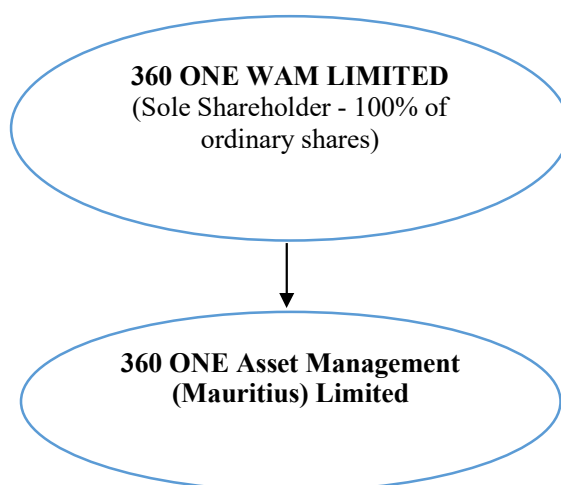 360 ONE WAM LIMITED
(Sole Shareholder - 100% of
ordinary shares)
360 ONE Asset Management
(Mauritius) Limited